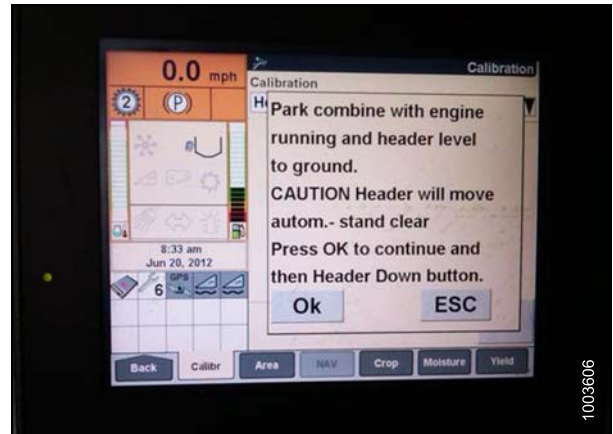 0.0 mph
Calibration
Calibration
2
(P)
He
Park combine with engine
running and header level
to ground.
CAUTION Header will move
autom.- stand clear
Press OK to continue and
then Header Down button.
Ok
ESC
8:33 am
Jun 20, 2012
6
GPS
Back
Calibr
Area
NAV
Crop
Moisture
Yield
1003606